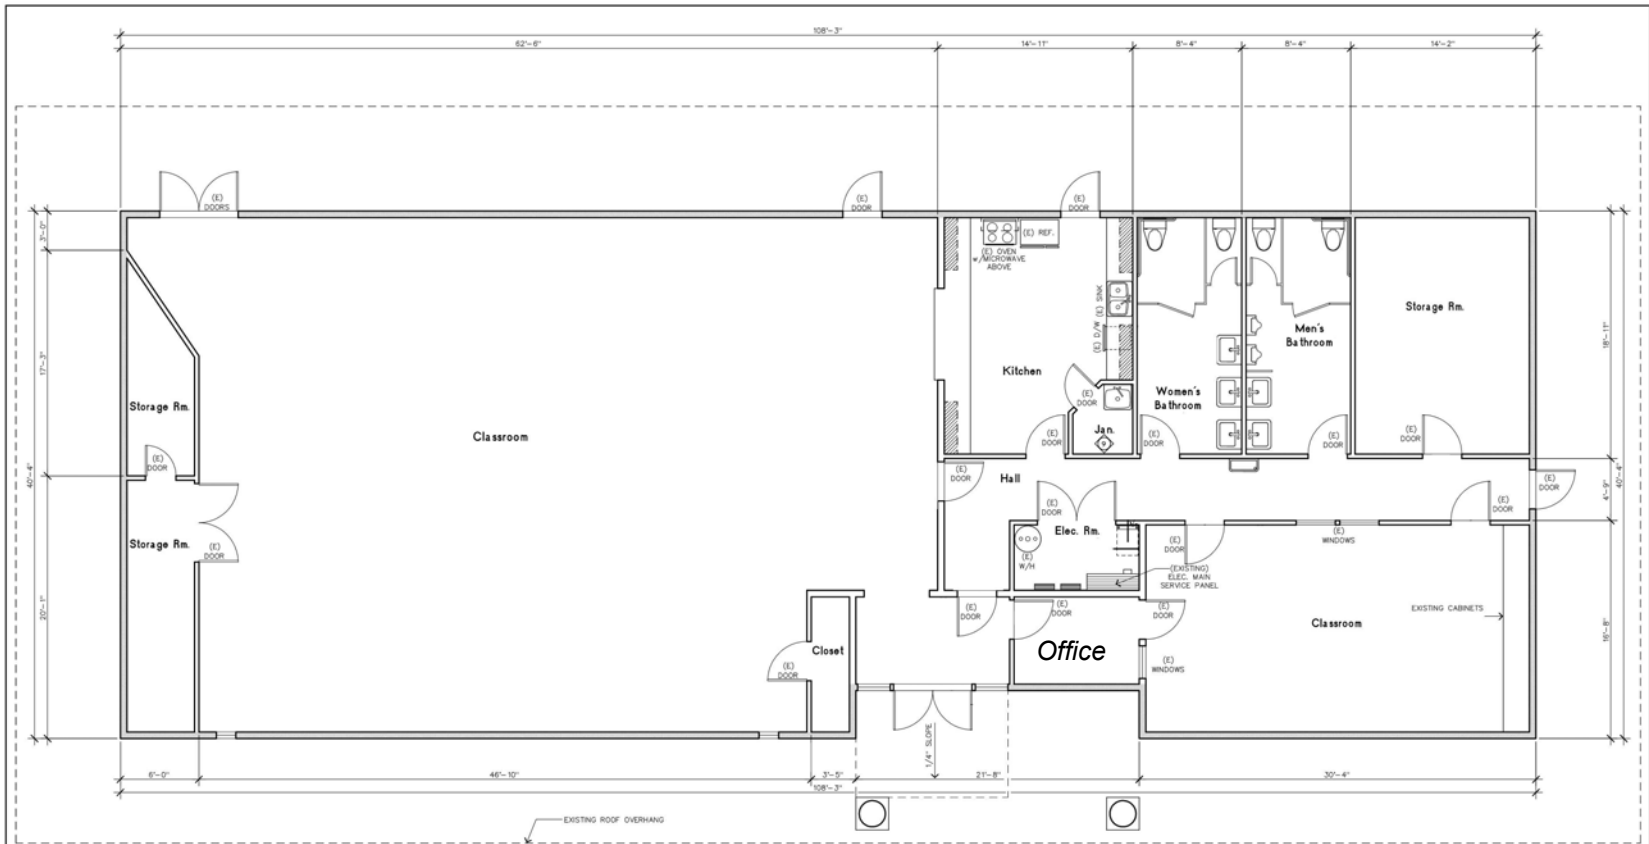 108'-3"
62'-6"
14'-11"
8'-4"
8'-4"
14'-2"
(E)
DOORS
(E)
DOOR
(E)
DOOR
3'-0"
17'-3"
40'-4"
20'-1"
(E) OVEN
w/MICROWAVE
ABOVE
(E) REF.
(E) SINK
(E) D/W
Kitchen
(E)
DOOR
Jan.
(E)
DOOR
Women's
Bathroom
(E)
DOOR
Men's
Bathroom
(E)
DOOR
Storage Rm.
(E)
DOOR
18'-11"
4'-9"
40'-4"
16'-8"
Storage Rm.
(E)
DOOR
Classroom
Storage Rm.
(E)
DOOR
(E)
DOOR
Hall
(E)
DOOR
Elec. Rm.
(E)
W/H
(EXISTING)
ELEC. MAIN
SERVICE PANEL
(E)
DOOR
(E)
WINDOWS
(E)
DOOR
(E)
DOOR
(E)
DOOR
(E)
DOOR
(E)
DOOR
Office
(E)
WINDOWS
Classroom
EXISTING CABINETS
Closet
(E)
DOOR
1/4" SLOPE
6'-0"
46'-10"
3'-5"
21'-8"
30'-4"
108'-3"
EXISTING ROOF OVERHANG